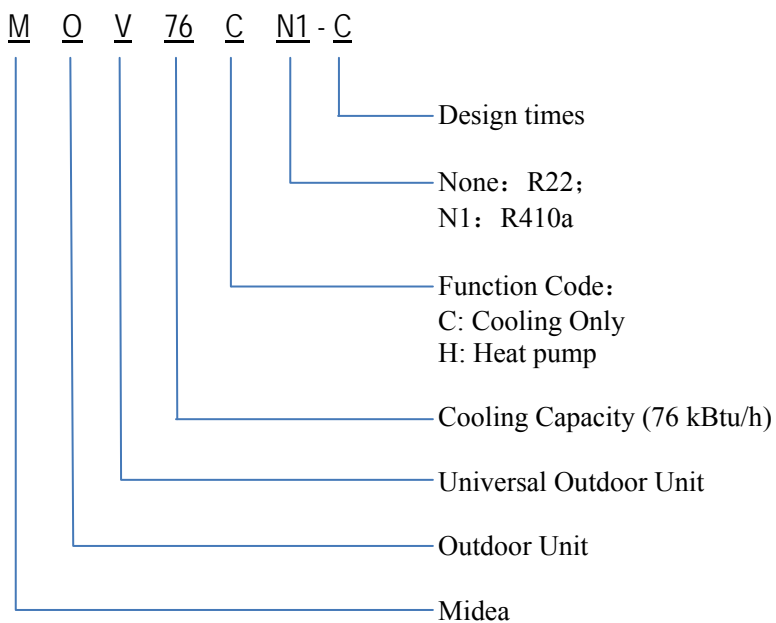 M O V 76 C N1 - C
Design times
None：R22；
N1：R410a
Function Code：
C: Cooling Only
H: Heat pump
Cooling Capacity (76 kBtu/h)
Universal Outdoor Unit
Outdoor Unit
Midea